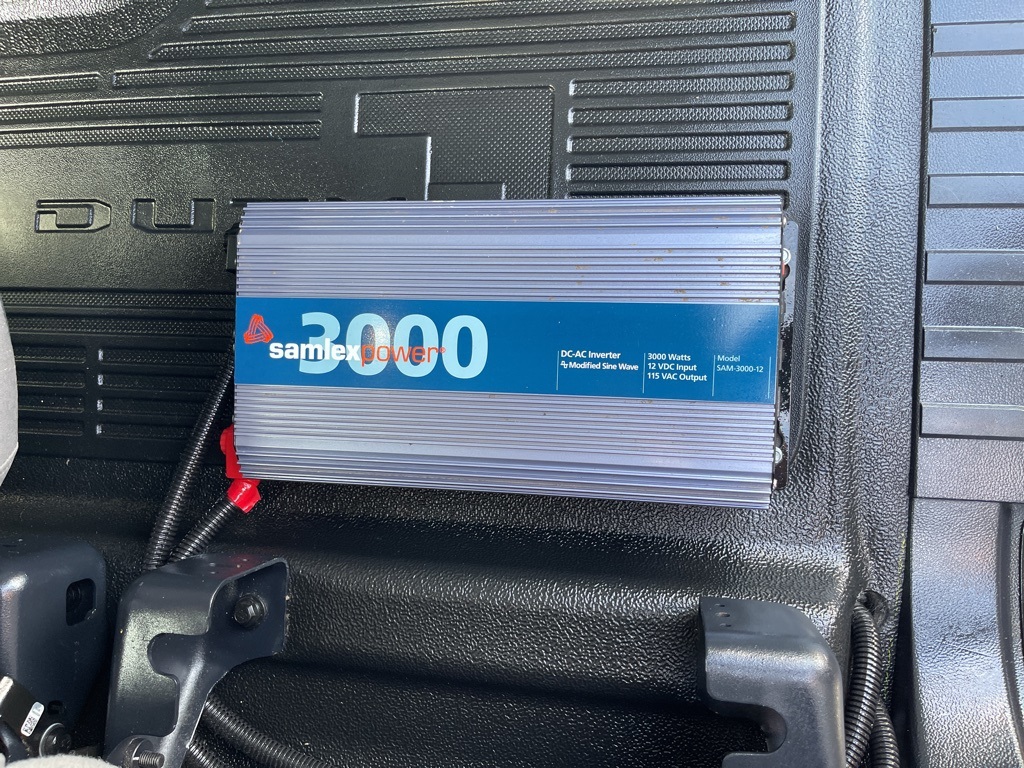 DU
3000
samlexpower®
DC-AC Inverter
Modified Sine Wave
3000 Watts
12 VDC Input
115 VAC Output
Model
SAM-3000-12